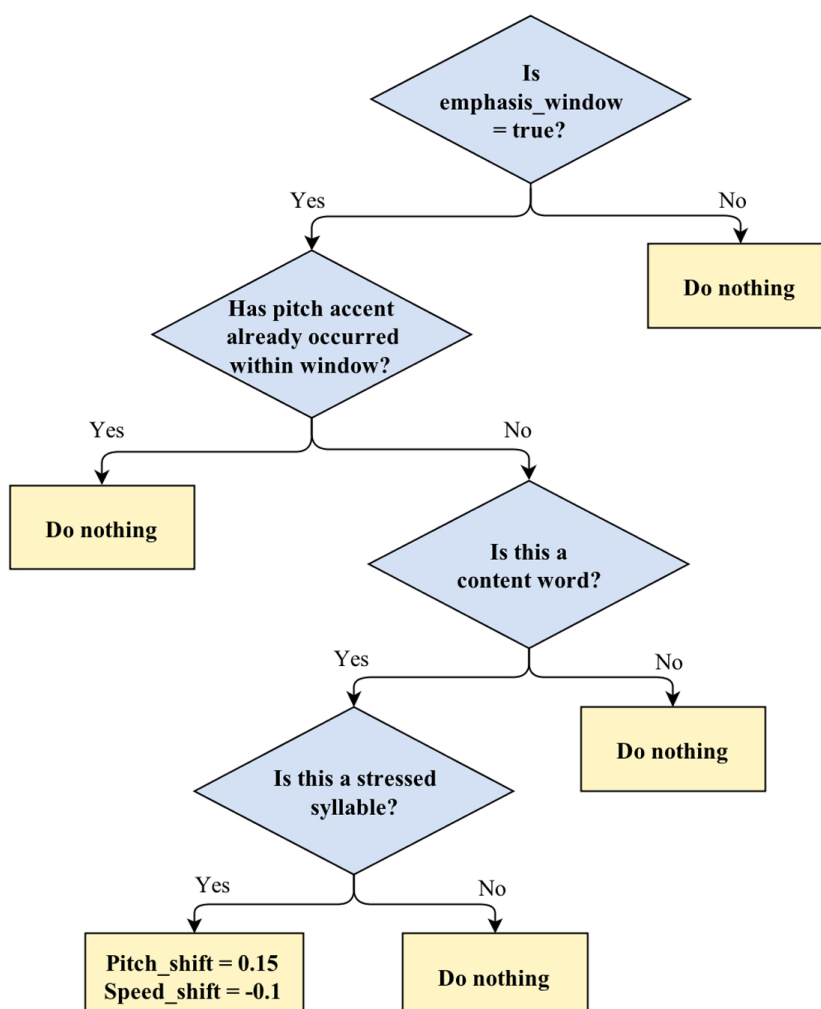 Is
emphasis_window
= true?
Yes
No
Has pitch accent
already occurred
within window?
Do nothing
Yes
No
Do nothing
Is this a
content word?
Yes
No
Is this a stressed
syllable?
Do nothing
Yes
No
Pitch_shift = 0.15
Speed_shift = -0.1
Do nothing